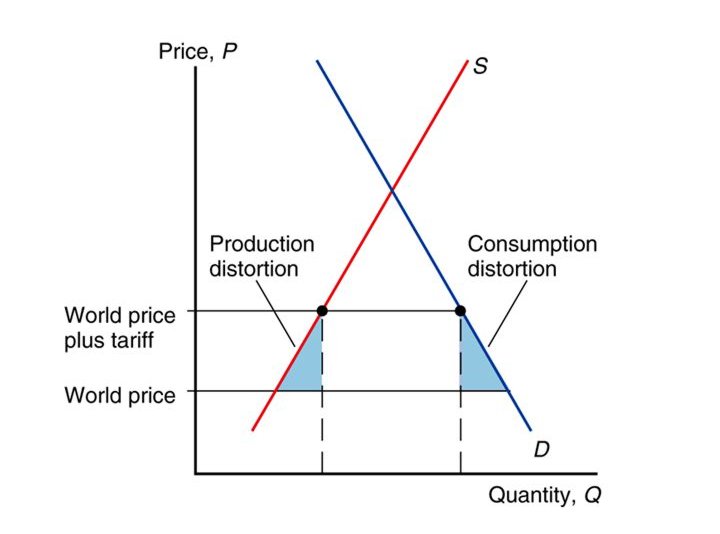 Price, P
S
Production
distortion
Consumption
distortion
World price
plus tariff
World price
D
Quantity, Q